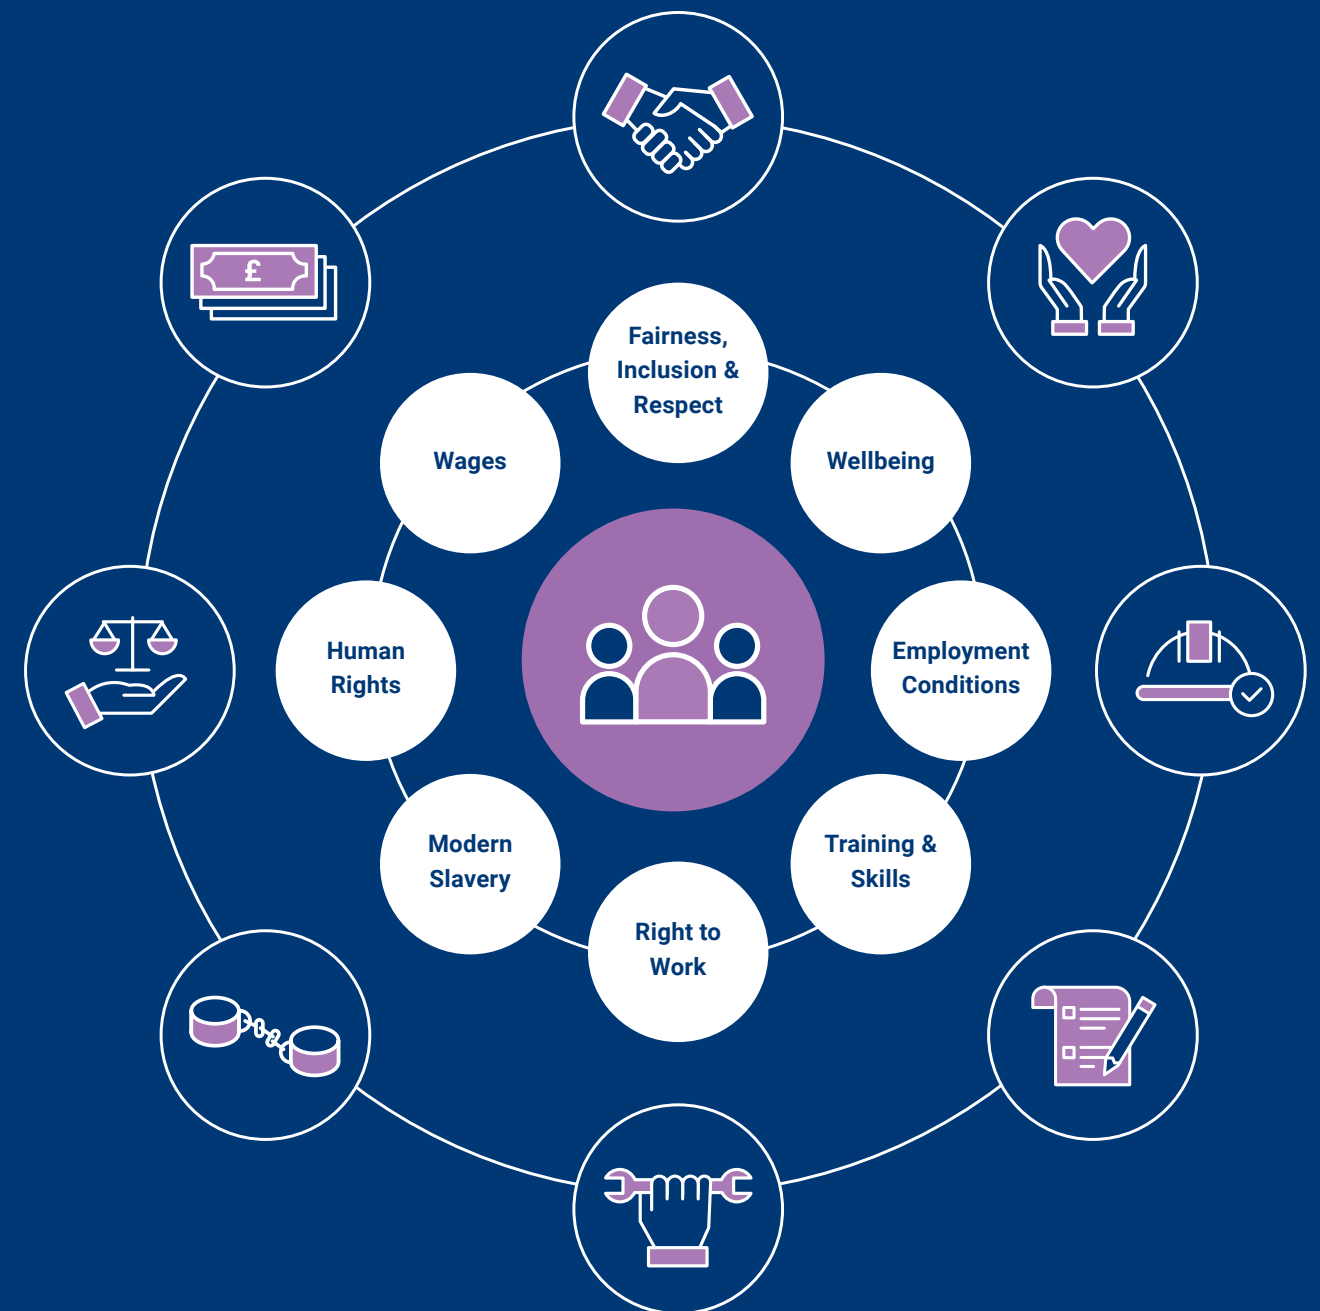 £
Fairness,
Inclusion &
Respect
Wages
Wellbeing
Human
Rights
Employment
Conditions
Modern
Slavery
Training &
Skills
Right to
Work